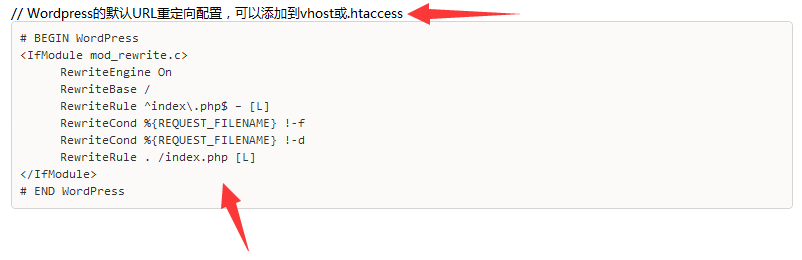 // Wordpress的默认URL重定向配置，可以添加到vhost或.htaccess
# BEGIN WordPress
<IfModule mod_rewrite.c>
RewriteEngine On
RewriteBase /
RewriteRule ^index\.php$ – [L]
RewriteCond %{REQUEST_FILENAME} !-f
RewriteCond %{REQUEST_FILENAME} !-d
RewriteRule . /index.php [L]
</IfModule>
# END WordPress